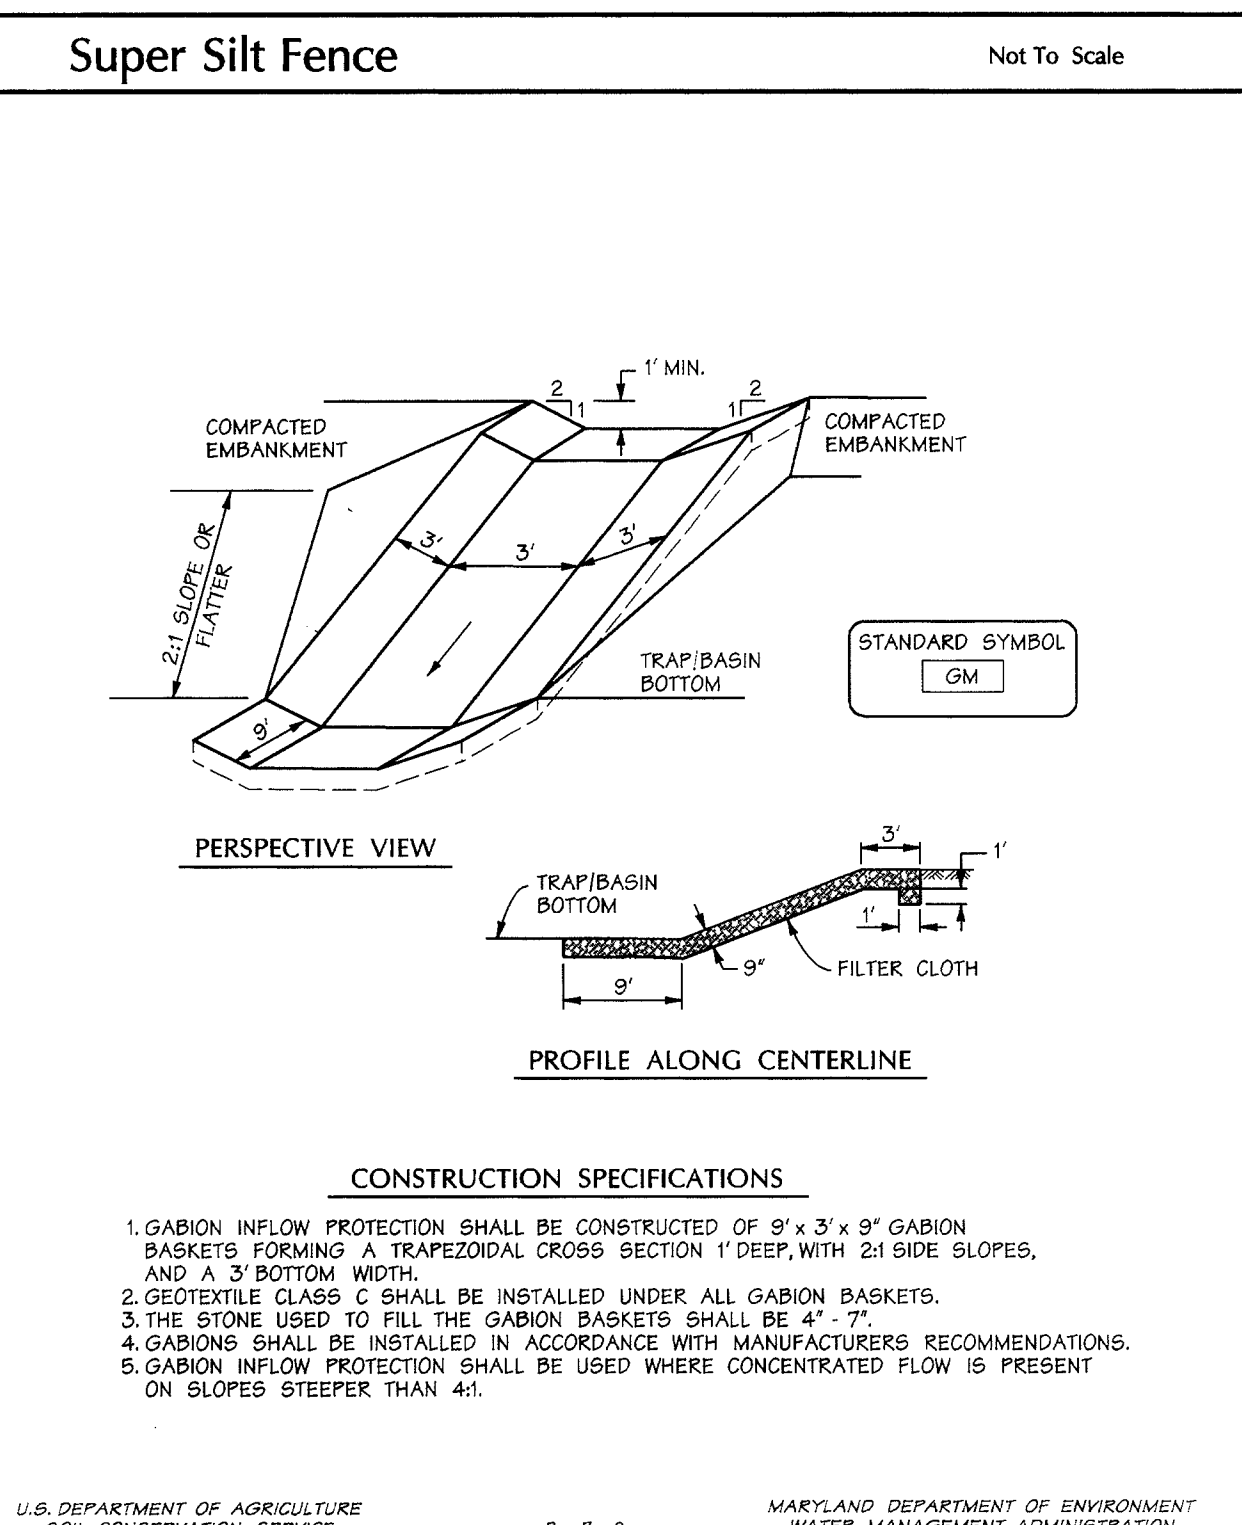 Super Silt Fence
Not To Scale
1' MIN.
2
1
2
1
COMPACTED
EMBANKMENT
COMPACTED
EMBANKMENT
3'
3'
3'
2:1 SLOPE OR
FLATTER
STANDARD SYMBOL
GM
TRAP/BASIN
BOTTOM
9'
PERSPECTIVE VIEW
3'
1'
TRAP/BASIN
BOTTOM
1'
9"
FILTER CLOTH
9'
PROFILE ALONG CENTERLINE
CONSTRUCTION SPECIFICATIONS
1. GABION INFLOW PROTECTION SHALL BE CONSTRUCTED OF 9' x 3' x 9" GABION
BASKETS FORMING A TRAPEZOIDAL CROSS SECTION 1' DEEP, WITH 2:1 SIDE SLOPES,
AND A 3' BOTTOM WIDTH.
2. GEOTEXTILE CLASS C SHALL BE INSTALLED UNDER ALL GABION BASKETS.
3. THE STONE USED TO FILL THE GABION BASKETS SHALL BE 4" - 7".
4. GABIONS SHALL BE INSTALLED IN ACCORDANCE WITH MANUFACTURERS RECOMMENDATIONS.
5. GABION INFLOW PROTECTION SHALL BE USED WHERE CONCENTRATED FLOW IS PRESENT
ON SLOPES STEEPER THAN 4:1.
U.S. DEPARTMENT OF AGRICULTURE
MARYLAND DEPARTMENT OF ENVIRONMENT
SOIL CONSERVATION SERVICE
WATER MANAGEMENT ADMINISTRATION